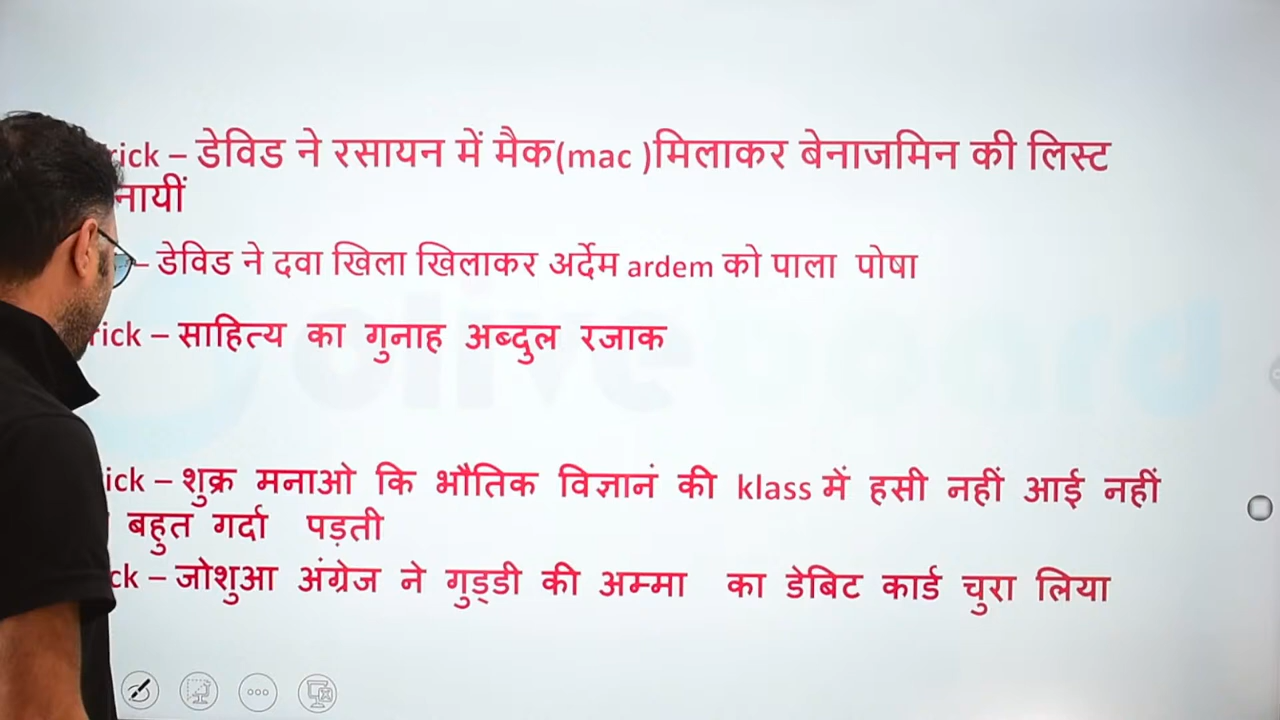 rick – डेविड ने रसायन में मैक(mac )मिलाकर बेनाजमिन की लिस्ट
नायीं
– डेविड ने दवा खिला खिलाकर अर्देम ardem को पाला पोषा
rick – साहित्य का गुनाह अब्दुल रजाक
ick – शुक्र मनाओ कि भौतिक विज्ञानं की klass में हसी नहीं आई नहीं
बहुत गर्दा पड़ती
ck – जोशुआ अंग्रेज ने गुड्डी की अम्मा का डेबिट कार्ड चुरा लिया
oliveboard